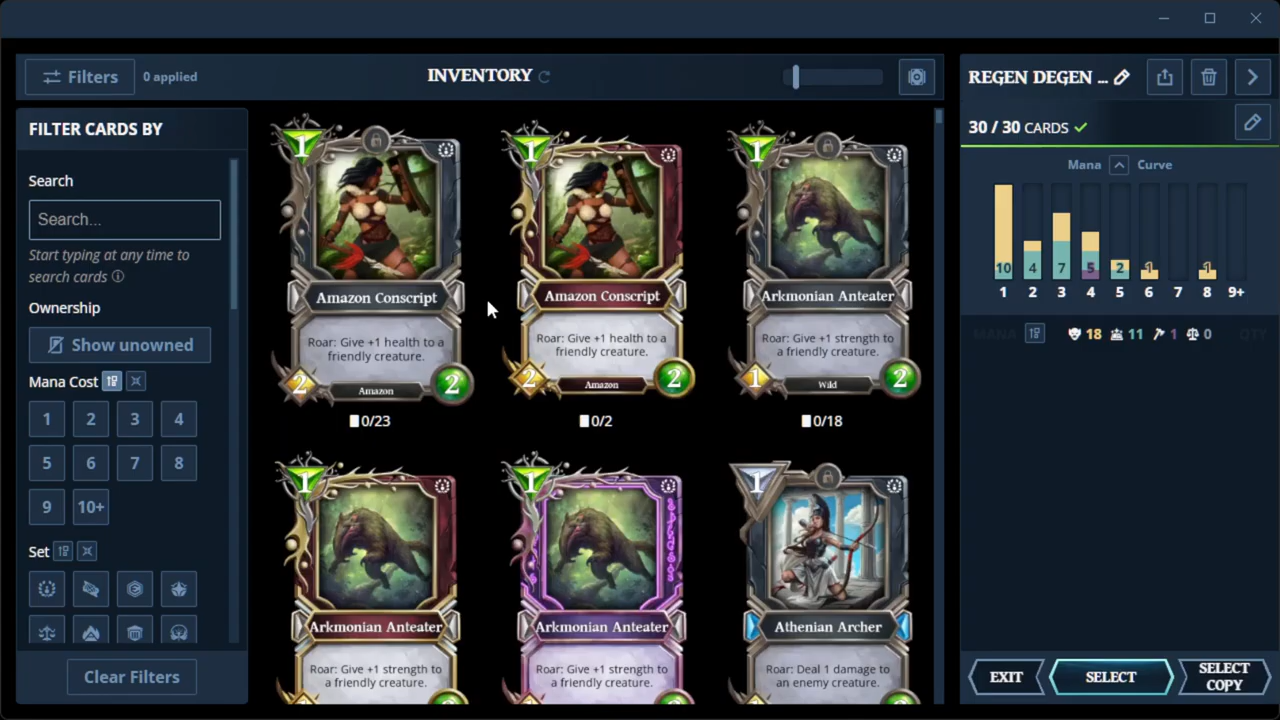 Filters
0 applied
INVENTORY
REGEN DEGEN ...
FILTER CARDS BY
Search
Search...
Start typing at any time to
search cards
Ownership
Show unowned
Mana Cost
1
2
3
4
5
6
7
8
9
10+
Set
Clear Filters
1
Amazon Conscript
Roar: Give +1 health to a
friendly creature.
2
Amazon
2
0/23
1
Amazon Conscript
Roar: Give +1 health to a
friendly creature.
2
Amazon
2
0/2
1
Arkmonian Anteater
Roar: Give +1 strength to
a friendly creature.
1
Wild
2
0/18
1
Arkmonian Anteater
Roar: Give +1 strength to
a friendly creature.
1
Arkmonian Anteater
Roar: Give +1 strength to
a friendly creature.
1
Athenian Archer
Roar: Deal 1 damage to
an enemy creature.
30 / 30 CARDS
Mana Curve
10 4 7 5 2 1 1
1 2 3 4 5 6 7 8 9+
MANA 18 11 1 0 QTY
EXIT
SELECT
SELECT
COPY